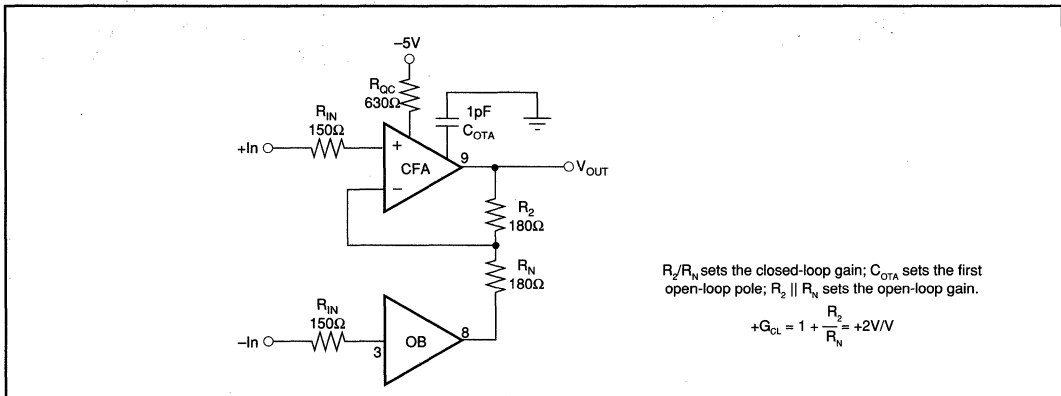 –5V
R_QC
630Ω
1pF
C_OTA
R_IN
150Ω
+In
+
CFA
–
9
V_OUT
R_2
180Ω
R_N
180Ω
R_IN
150Ω
–In
3
OB
8
R_2/R_N sets the closed-loop gain; C_OTA sets the first
open-loop pole; R_2 || R_N sets the open-loop gain.
+G_CL = 1 + R_2/R_N = +2V/V